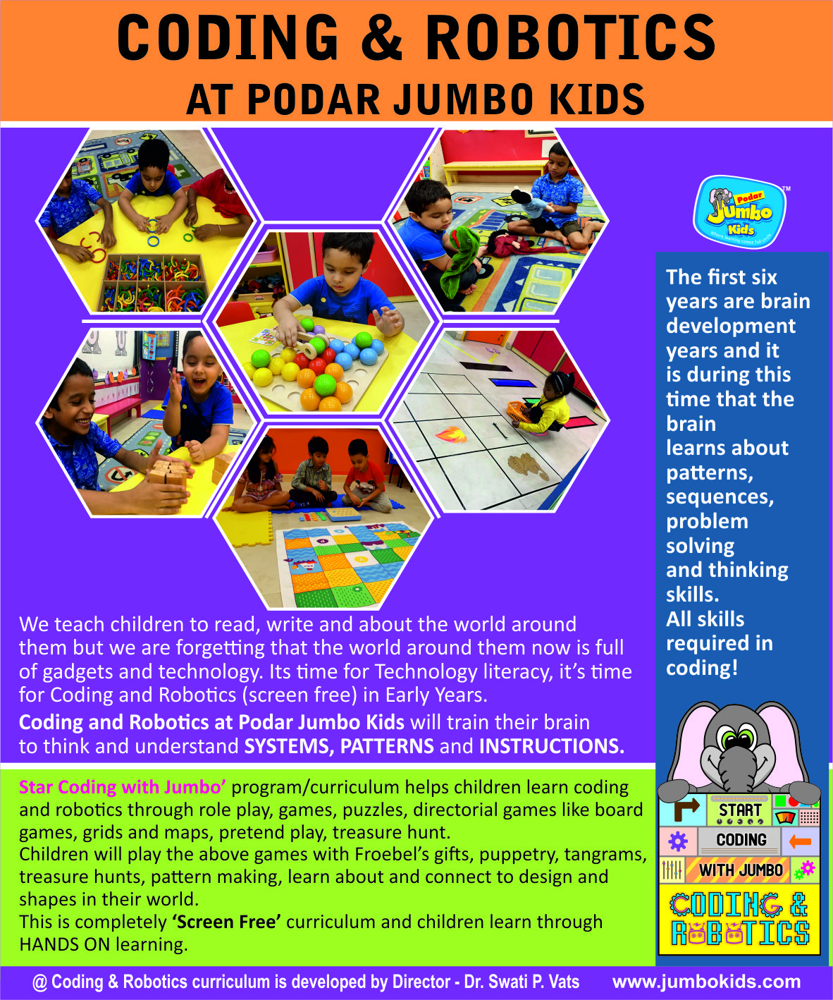 CODING & ROBOTICS
AT PODAR JUMBO KIDS
Podar
Jumbo
Kids
TM
Where learning comes full circle
The first six
years are brain
development
years and it
is during this
time that the
brain
learns about
patterns,
sequences,
problem
solving
and thinking
skills.
All skills
required in
coding!
We teach children to read, write and about the world around
them but we are forgetting that the world around them now is full
of gadgets and technology. Its time for Technology literacy, it’s time
for Coding and Robotics (screen free) in Early Years.
Coding and Robotics at Podar Jumbo Kids will train their brain
to think and understand SYSTEMS, PATTERNS and INSTRUCTIONS.
Star Coding with Jumbo’ program/curriculum helps children learn coding
and robotics through role play, games, puzzles, directorial games like board
games, grids and maps, pretend play, treasure hunt.
Children will play the above games with Froebel’s gifts, puppetry, tangrams,
treasure hunts, pattern making, learn about and connect to design and
shapes in their world.
This is completely ‘Screen Free’ curriculum and children learn through
HANDS ON learning.
START
CODING
WITH JUMBO
CODING &
ROBOTICS
@ Coding & Robotics curriculum is developed by Director - Dr. Swati P. Vats
www.jumbokids.com